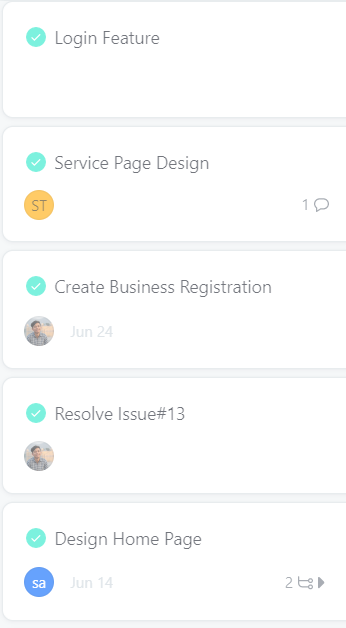 Login Feature
Service Page Design
ST 1
Create Business Registration
Jun 24
Resolve Issue#13
Design Home Page
sa Jun 14 2